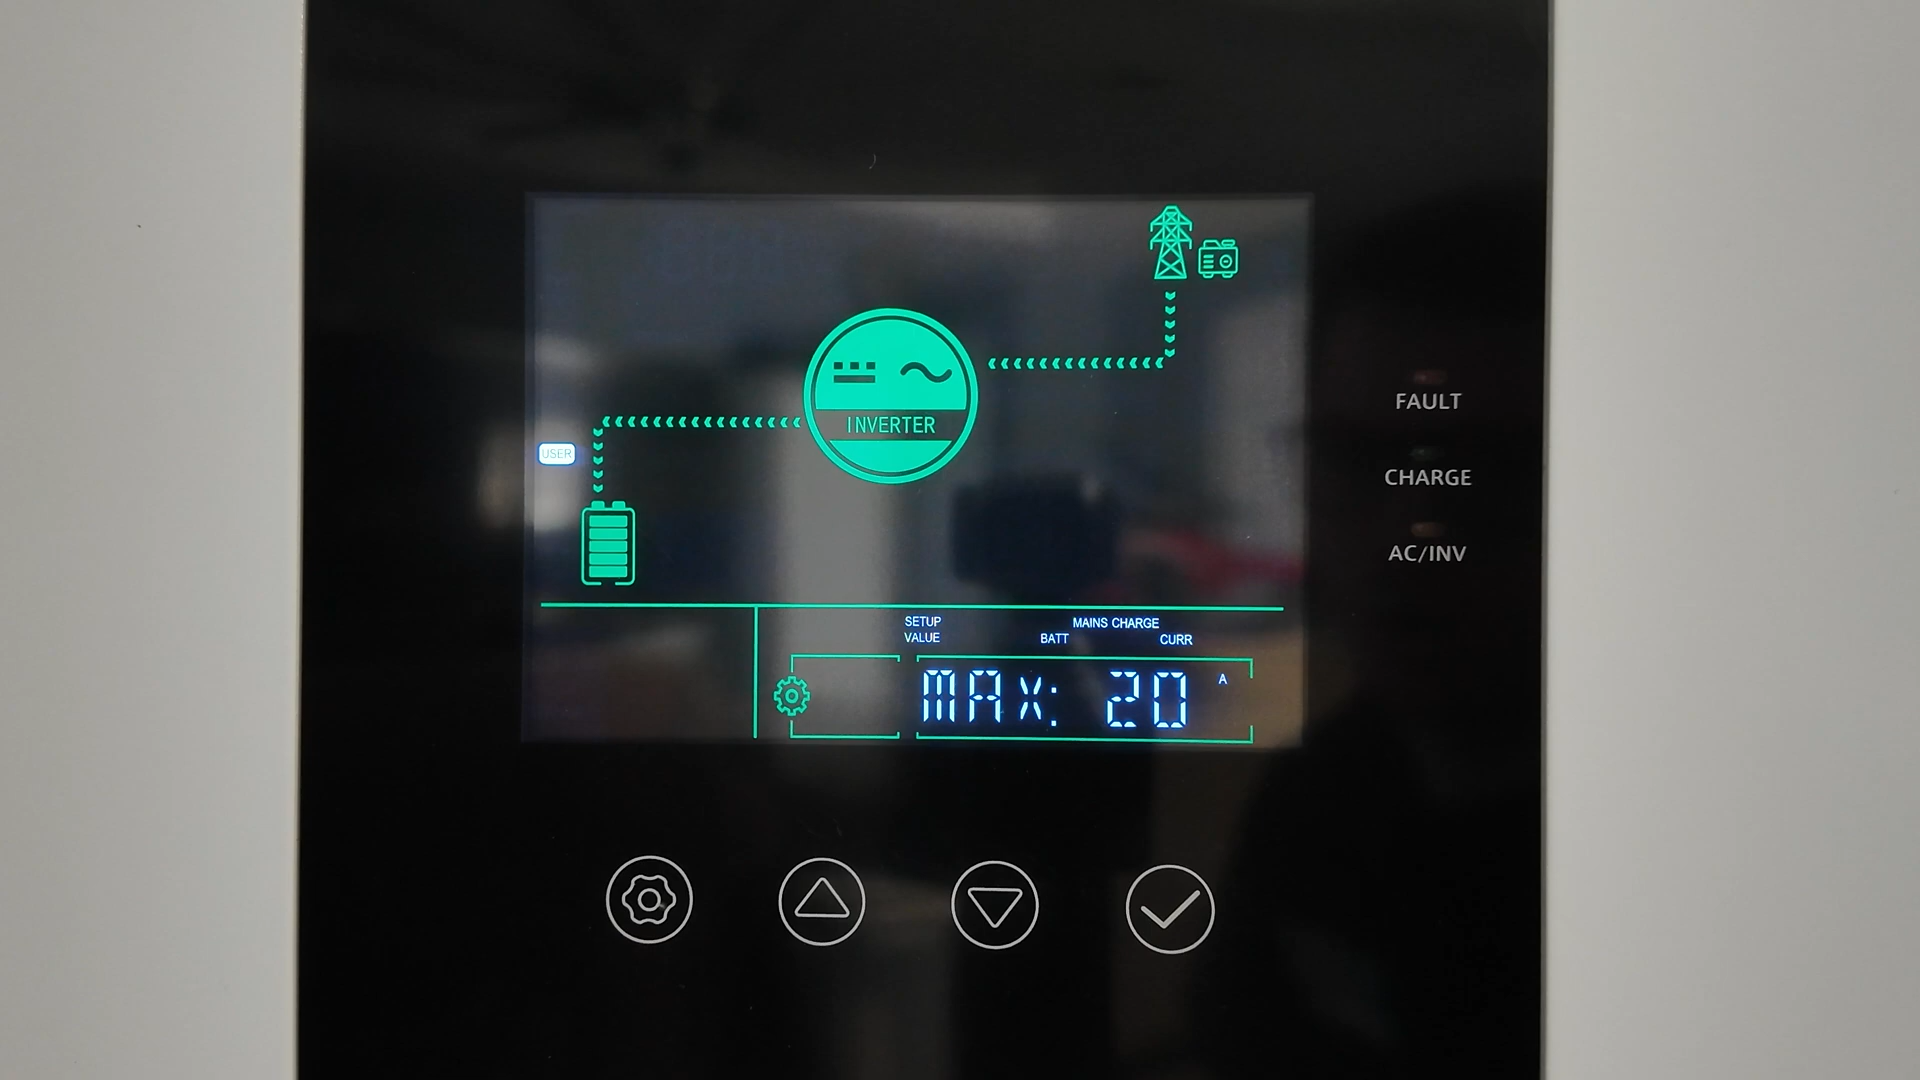 INVERTER
USER
FAULT
CHARGE
AC/INV
SETUP VALUE
MAINS CHARGE
BATT CURR
MAX: 20 A